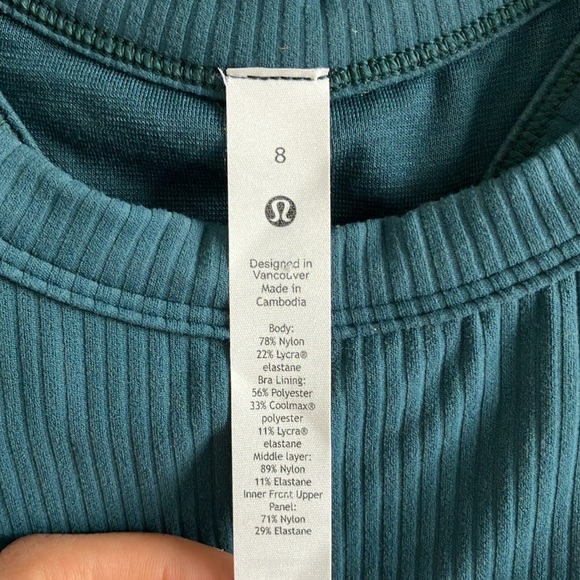 8
Designed in
Vancouver
Made in
Cambodia
Body:
78% Nylon
22% Lycra®
elastane
Bra Lining:
56% Polyester
33% Coolmax®
polyester
11% Lycra®
elastane
Middle layer:
89% Nylon
11% Elastane
Inner Front Upper
Panel:
71% Nylon
29% Elastane